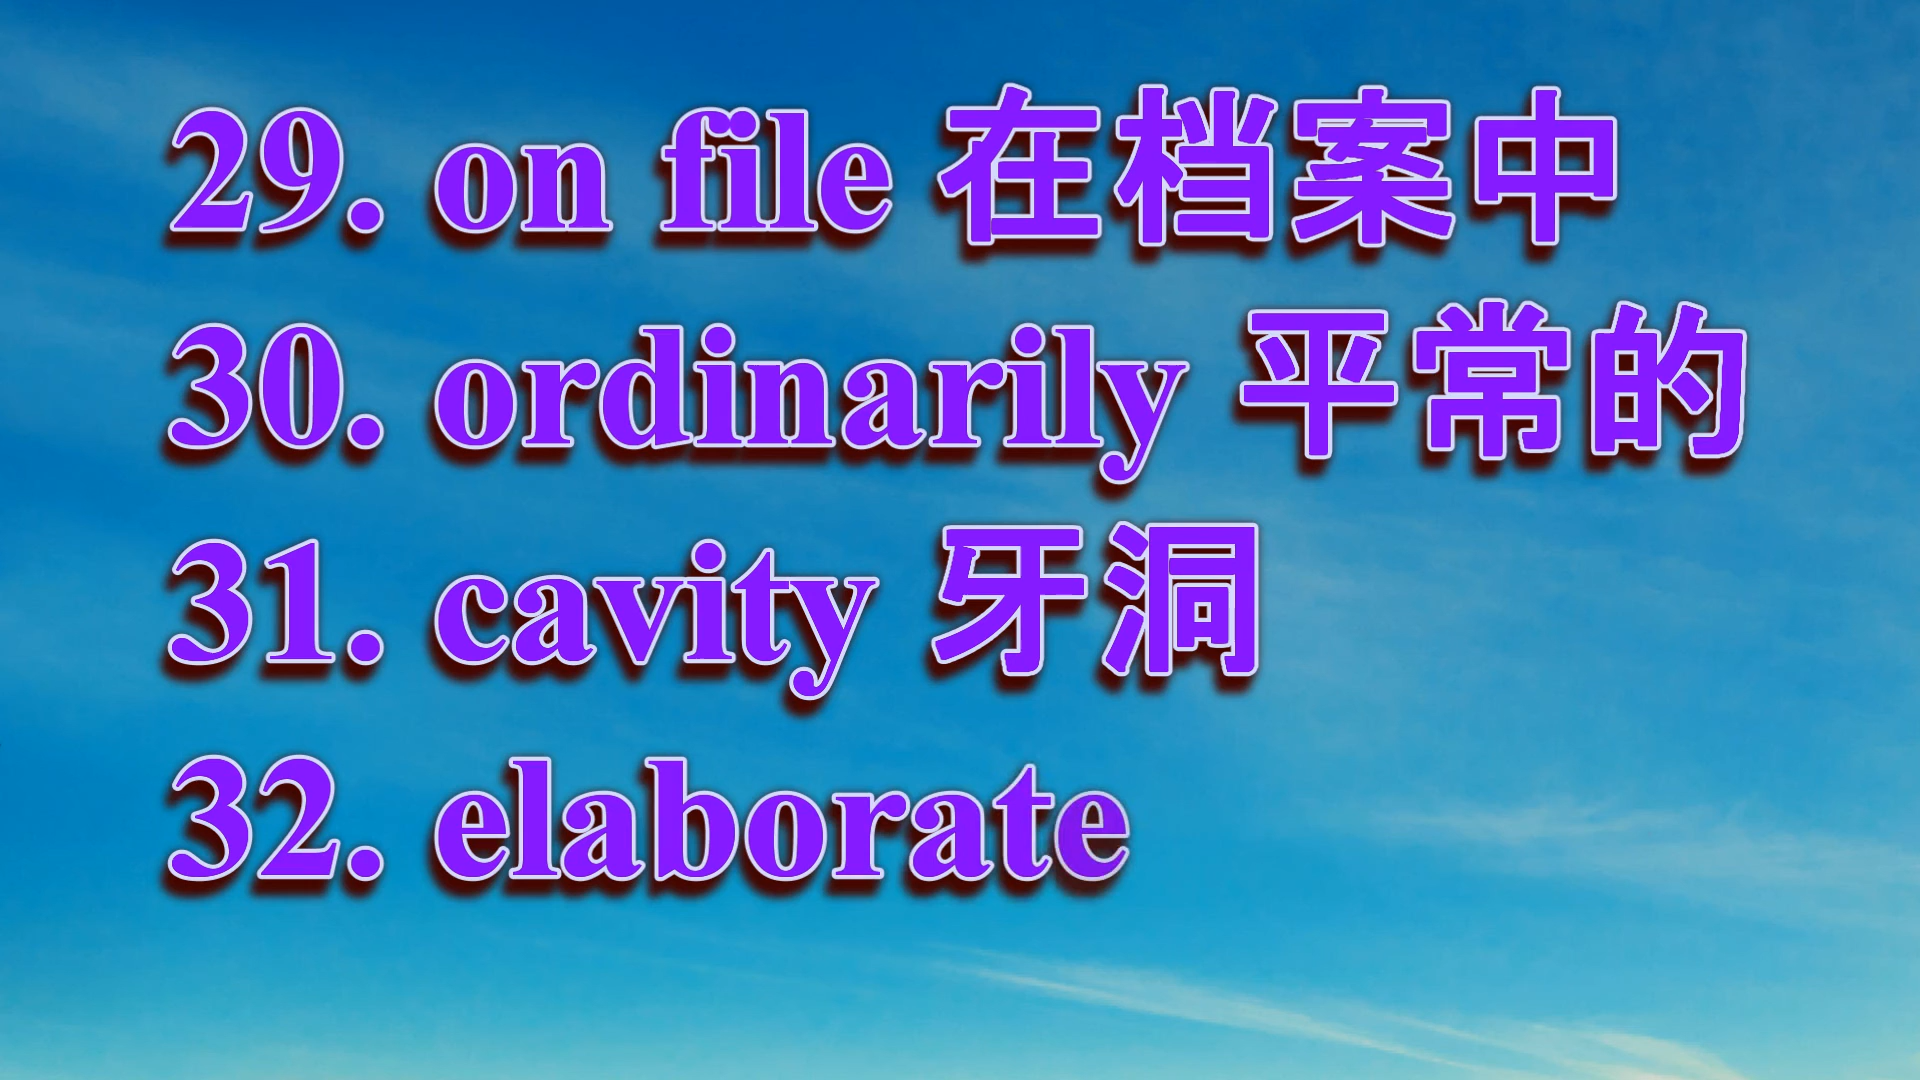 29. on file 在档案中
30. ordinarily 平常的
31. cavity 牙洞
32. elaborate